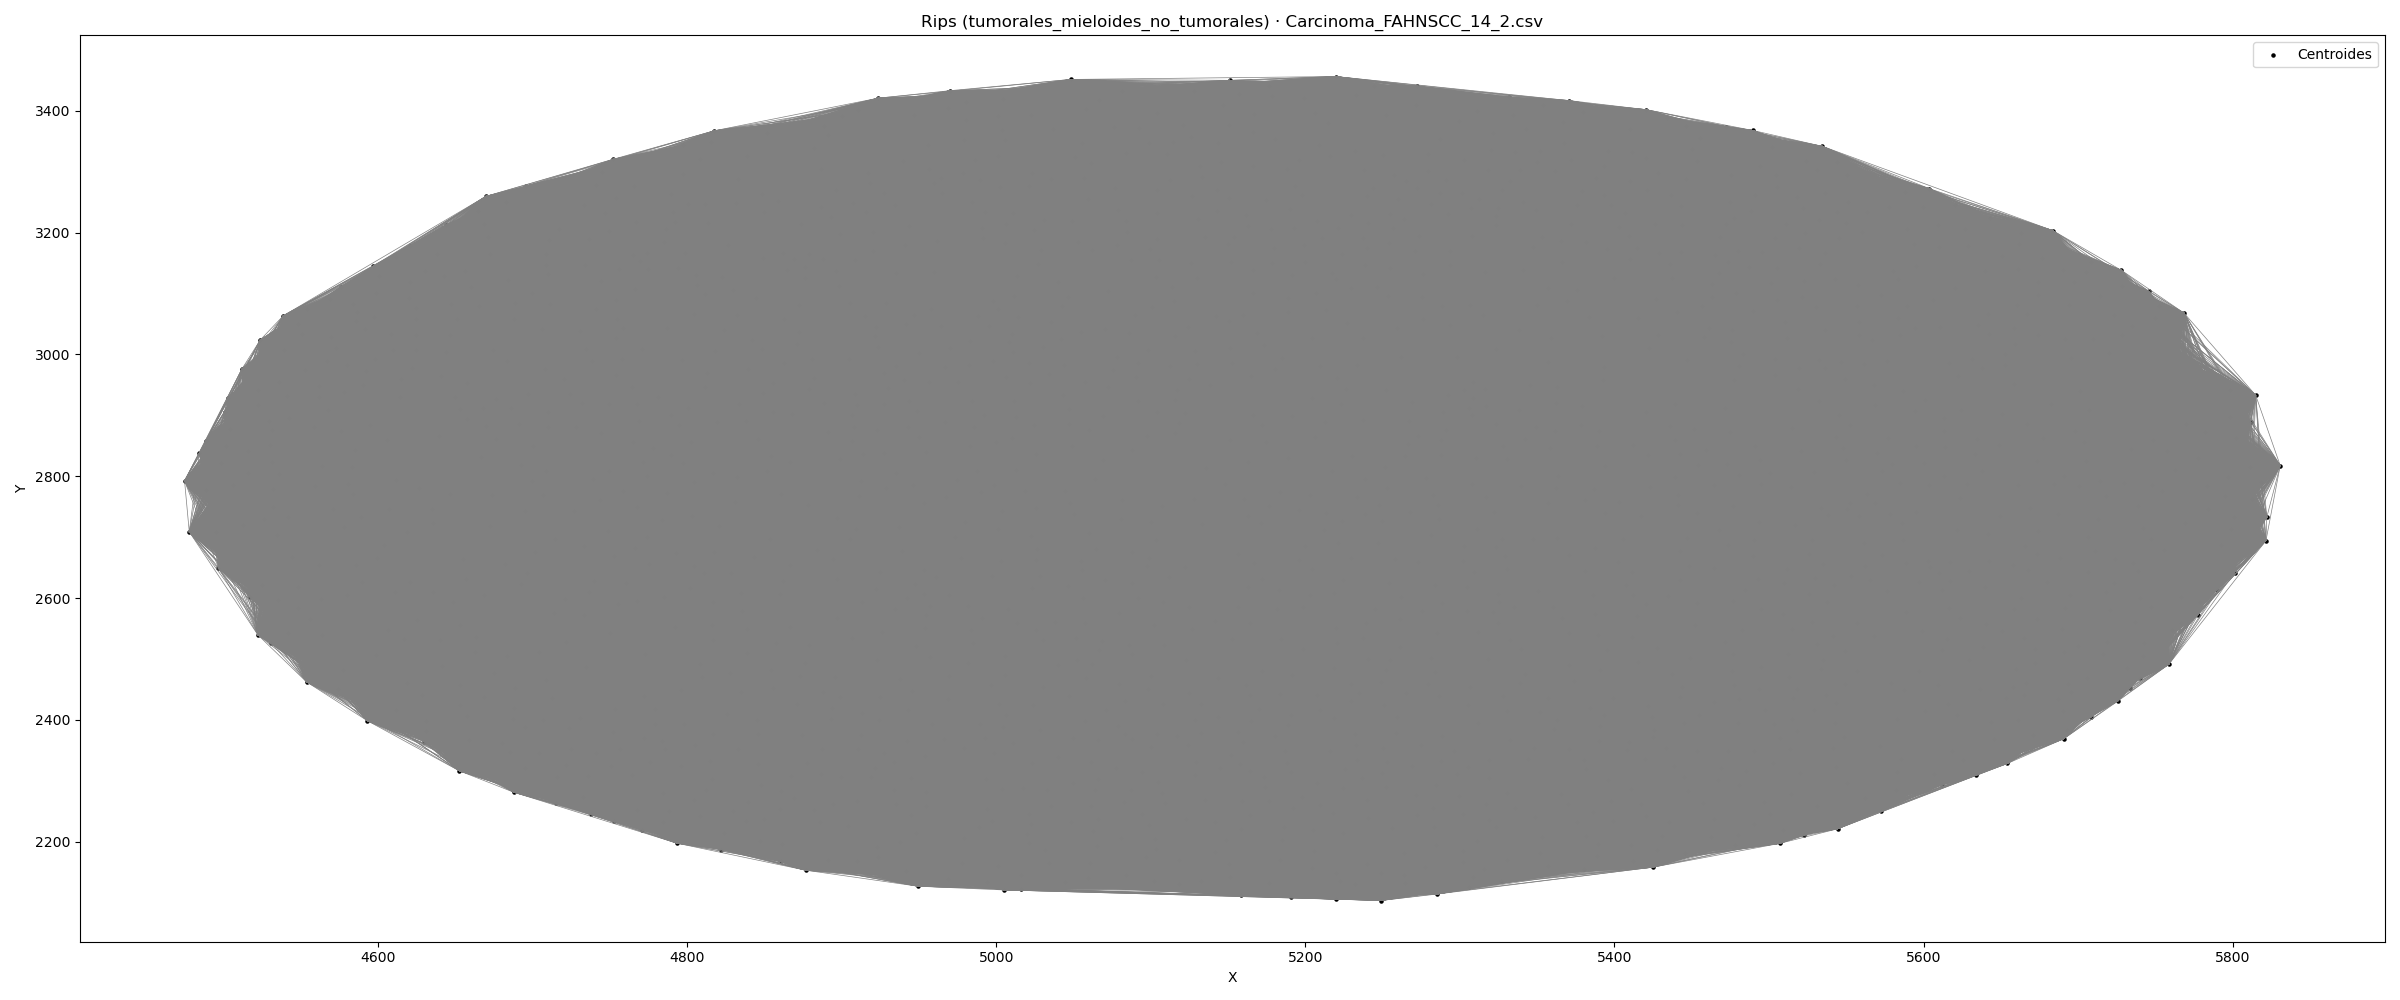 Rips (tumorales_mieloides_no_tumorales) · Carcinoma_FAHNSCC_14_2.csv
Centroides
3400
3200
3000
2800
2600
2400
2200
Y
4600 4800 5000 5200 5400 5600 5800
X